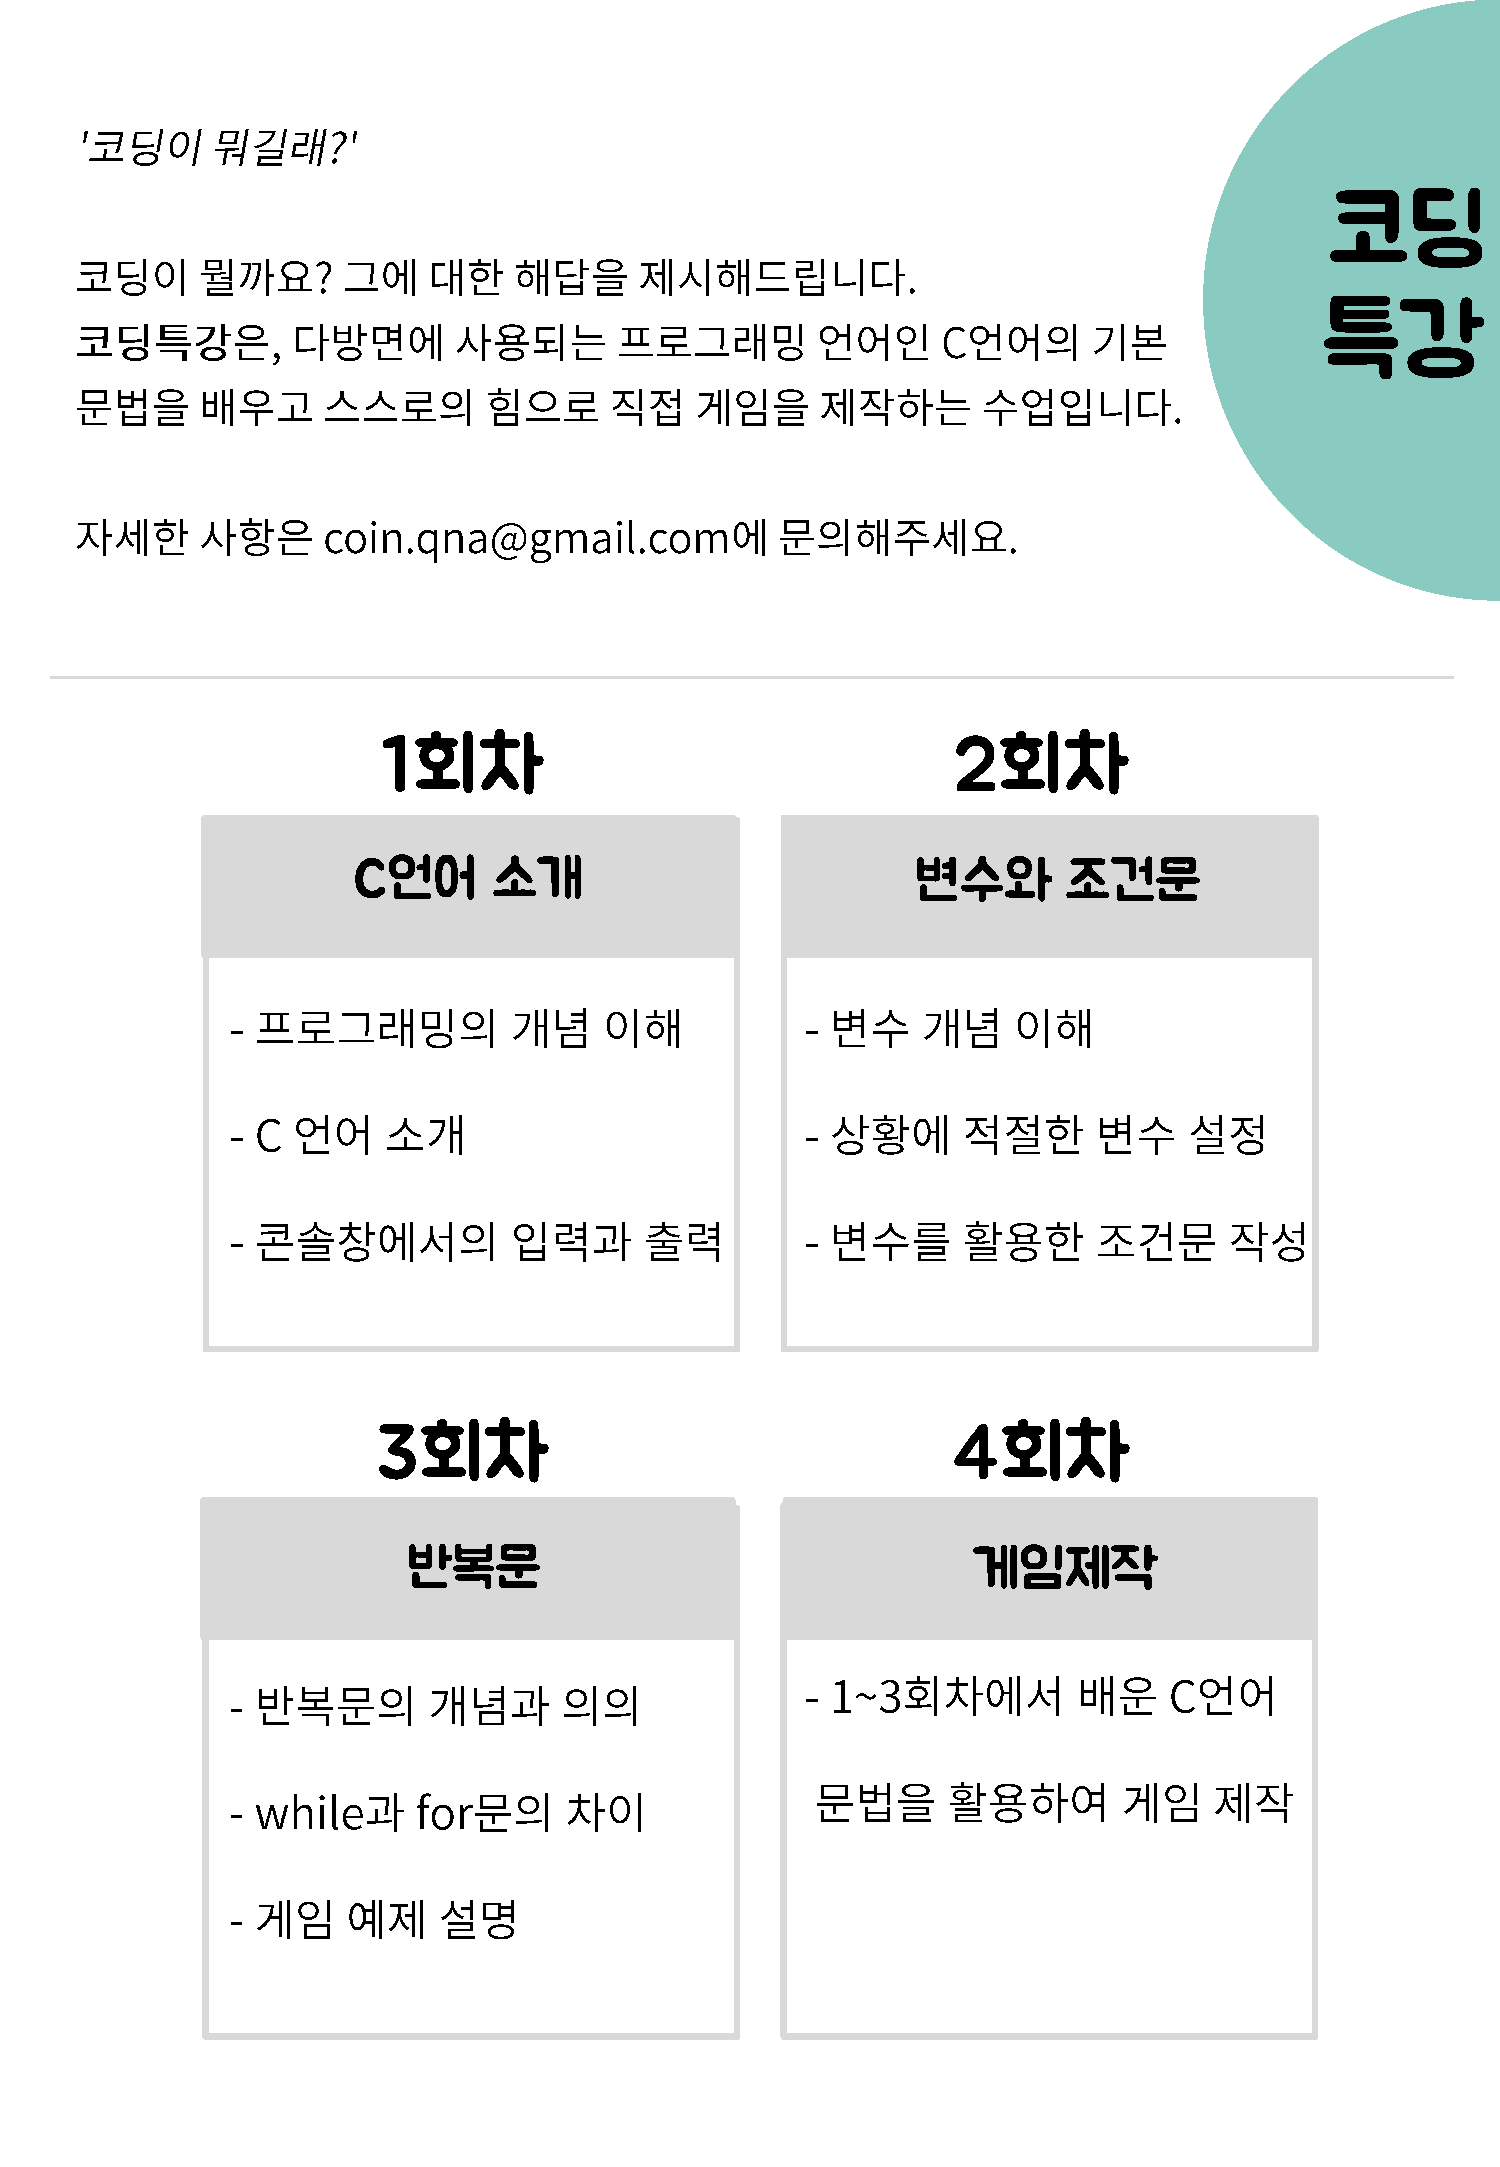 '코딩이 뭐길래?'
코딩
특강
코딩이 뭘까요? 그에 대한 해답을 제시해드립니다.
코딩특강은, 다방면에 사용되는 프로그래밍 언어인 C언어의 기본
문법을 배우고 스스로의 힘으로 직접 게임을 제작하는 수업입니다.
자세한 사항은 coin.qna@gmail.com에 문의해주세요.
1회차
C언어 소개
- 프로그래밍의 개념 이해
- C 언어 소개
- 콘솔창에서의 입력과 출력
2회차
변수와 조건문
- 변수 개념 이해
- 상황에 적절한 변수 설정
- 변수를 활용한 조건문 작성
3회차
반복문
- 반복문의 개념과 의의
- while과 for문의 차이
- 게임 예제 설명
4회차
게임제작
- 1~3회차에서 배운 C언어
문법을 활용하여 게임 제작